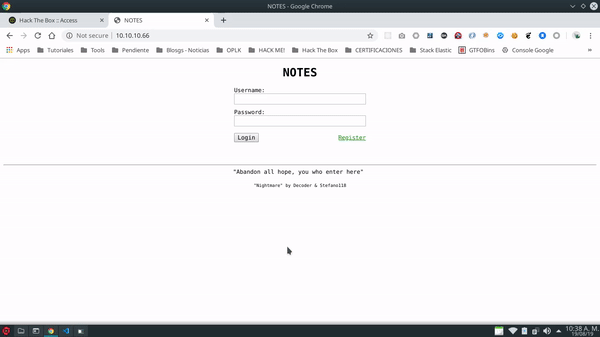 NOTES - Google Chrome
Hack The Box :: Access
NOTES
Not secure
10.10.10.66
Apps
Tutoriales
Tools
Pendiente
Blosgs - Noticias
OPLK
HACK ME!
Hack The Box
CERTIFICACIONES
Stack Elastic
GTFOBins
Console Google
NOTES
Username:
Password:
Login
Register
"Abandon all hope, you who enter here"
"Nightmare" by Decoder & Stefano118
10:38 A. M.
19/08/19